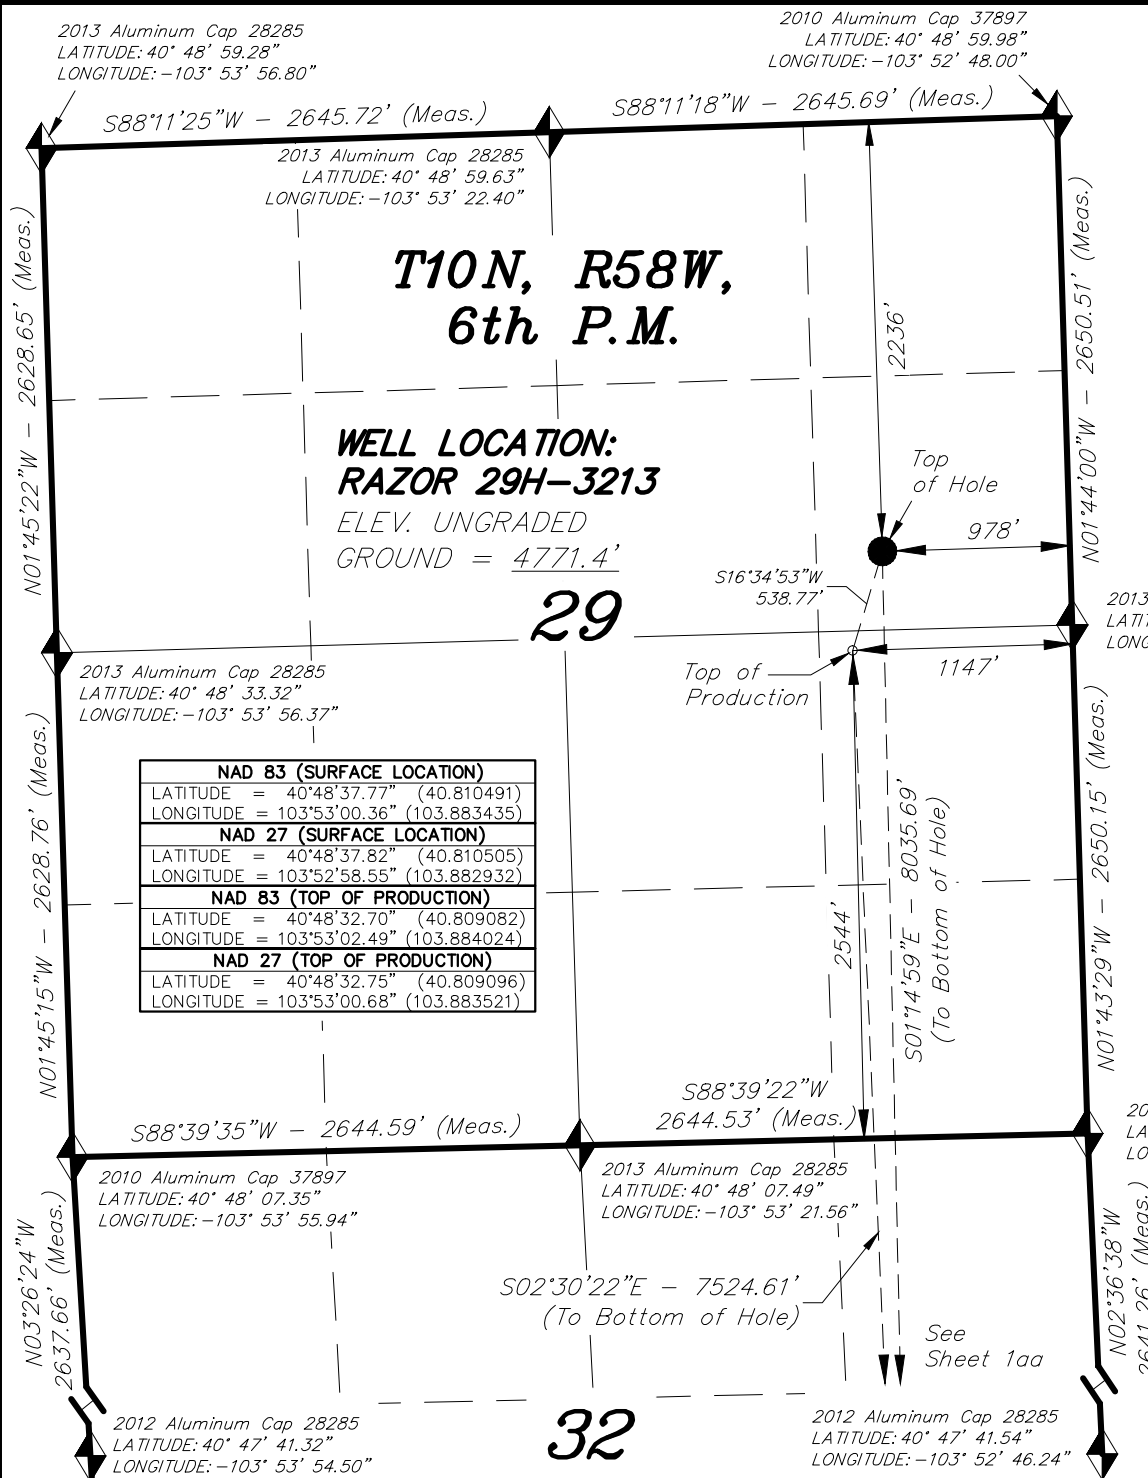 2013 Aluminum Cap 28285
LATITUDE: 40° 48' 59.28"
LONGITUDE: -103° 53' 56.80"
2010 Aluminum Cap 37897
LATITUDE: 40° 48' 59.98"
LONGITUDE: -103° 52' 48.00"
S88°11'25"W - 2645.72' (Meas.)
S88°11'18"W - 2645.69' (Meas.)
2013 Aluminum Cap 28285
LATITUDE: 40° 48' 59.63"
LONGITUDE: -103° 53' 22.40"
N01°45'22"W - 2628.65' (Meas.)
T10N, R58W,
6th P.M.
2236'
N01°44'00"W - 2650.51' (Meas.)
WELL LOCATION:
RAZOR 29H-3213
ELEV. UNGRADED
GROUND = 4771.4'
Top
of Hole
978'
S16°34'53"W
538.77'
29
2013
LATI
LONG
2013 Aluminum Cap 28285
LATITUDE: 40° 48' 33.32"
LONGITUDE: -103° 53' 56.37"
Top of
Production
1147'
N01°45'15"W - 2628.76' (Meas.)
NAD 83 (SURFACE LOCATION)
LATITUDE = 40°48'37.77" (40.810491)
LONGITUDE = 103°53'00.36" (103.883435)
NAD 27 (SURFACE LOCATION)
LATITUDE = 40°48'37.82" (40.810505)
LONGITUDE = 103°52'58.55" (103.882932)
NAD 83 (TOP OF PRODUCTION)
LATITUDE = 40°48'32.70" (40.809082)
LONGITUDE = 103°53'02.49" (103.884024)
NAD 27 (TOP OF PRODUCTION)
LATITUDE = 40°48'32.75" (40.809096)
LONGITUDE = 103°53'00.68" (103.883521)
2544'
S01°14'59"E - 8035.69'
(To Bottom of Hole)
N01°43'29"W - 2650.15' (Meas.)
S88°39'35"W - 2644.59' (Meas.)
S88°39'22"W
2644.53' (Meas.)
20
LA
LO
2010 Aluminum Cap 37897
LATITUDE: 40° 48' 07.35"
LONGITUDE: -103° 53' 55.94"
2013 Aluminum Cap 28285
LATITUDE: 40° 48' 07.49"
LONGITUDE: -103° 53' 21.56"
N03°26'24"W
2637.66' (Meas.)
S02°30'22"E - 7524.61'
(To Bottom of Hole)
See
Sheet 1aa
N02°36'38"W
2641.26' (Meas.)
2012 Aluminum Cap 28285
LATITUDE: 40° 47' 41.32"
LONGITUDE: -103° 53' 54.50"
32
2012 Aluminum Cap 28285
LATITUDE: 40° 47' 41.54"
LONGITUDE: -103° 52' 46.24"